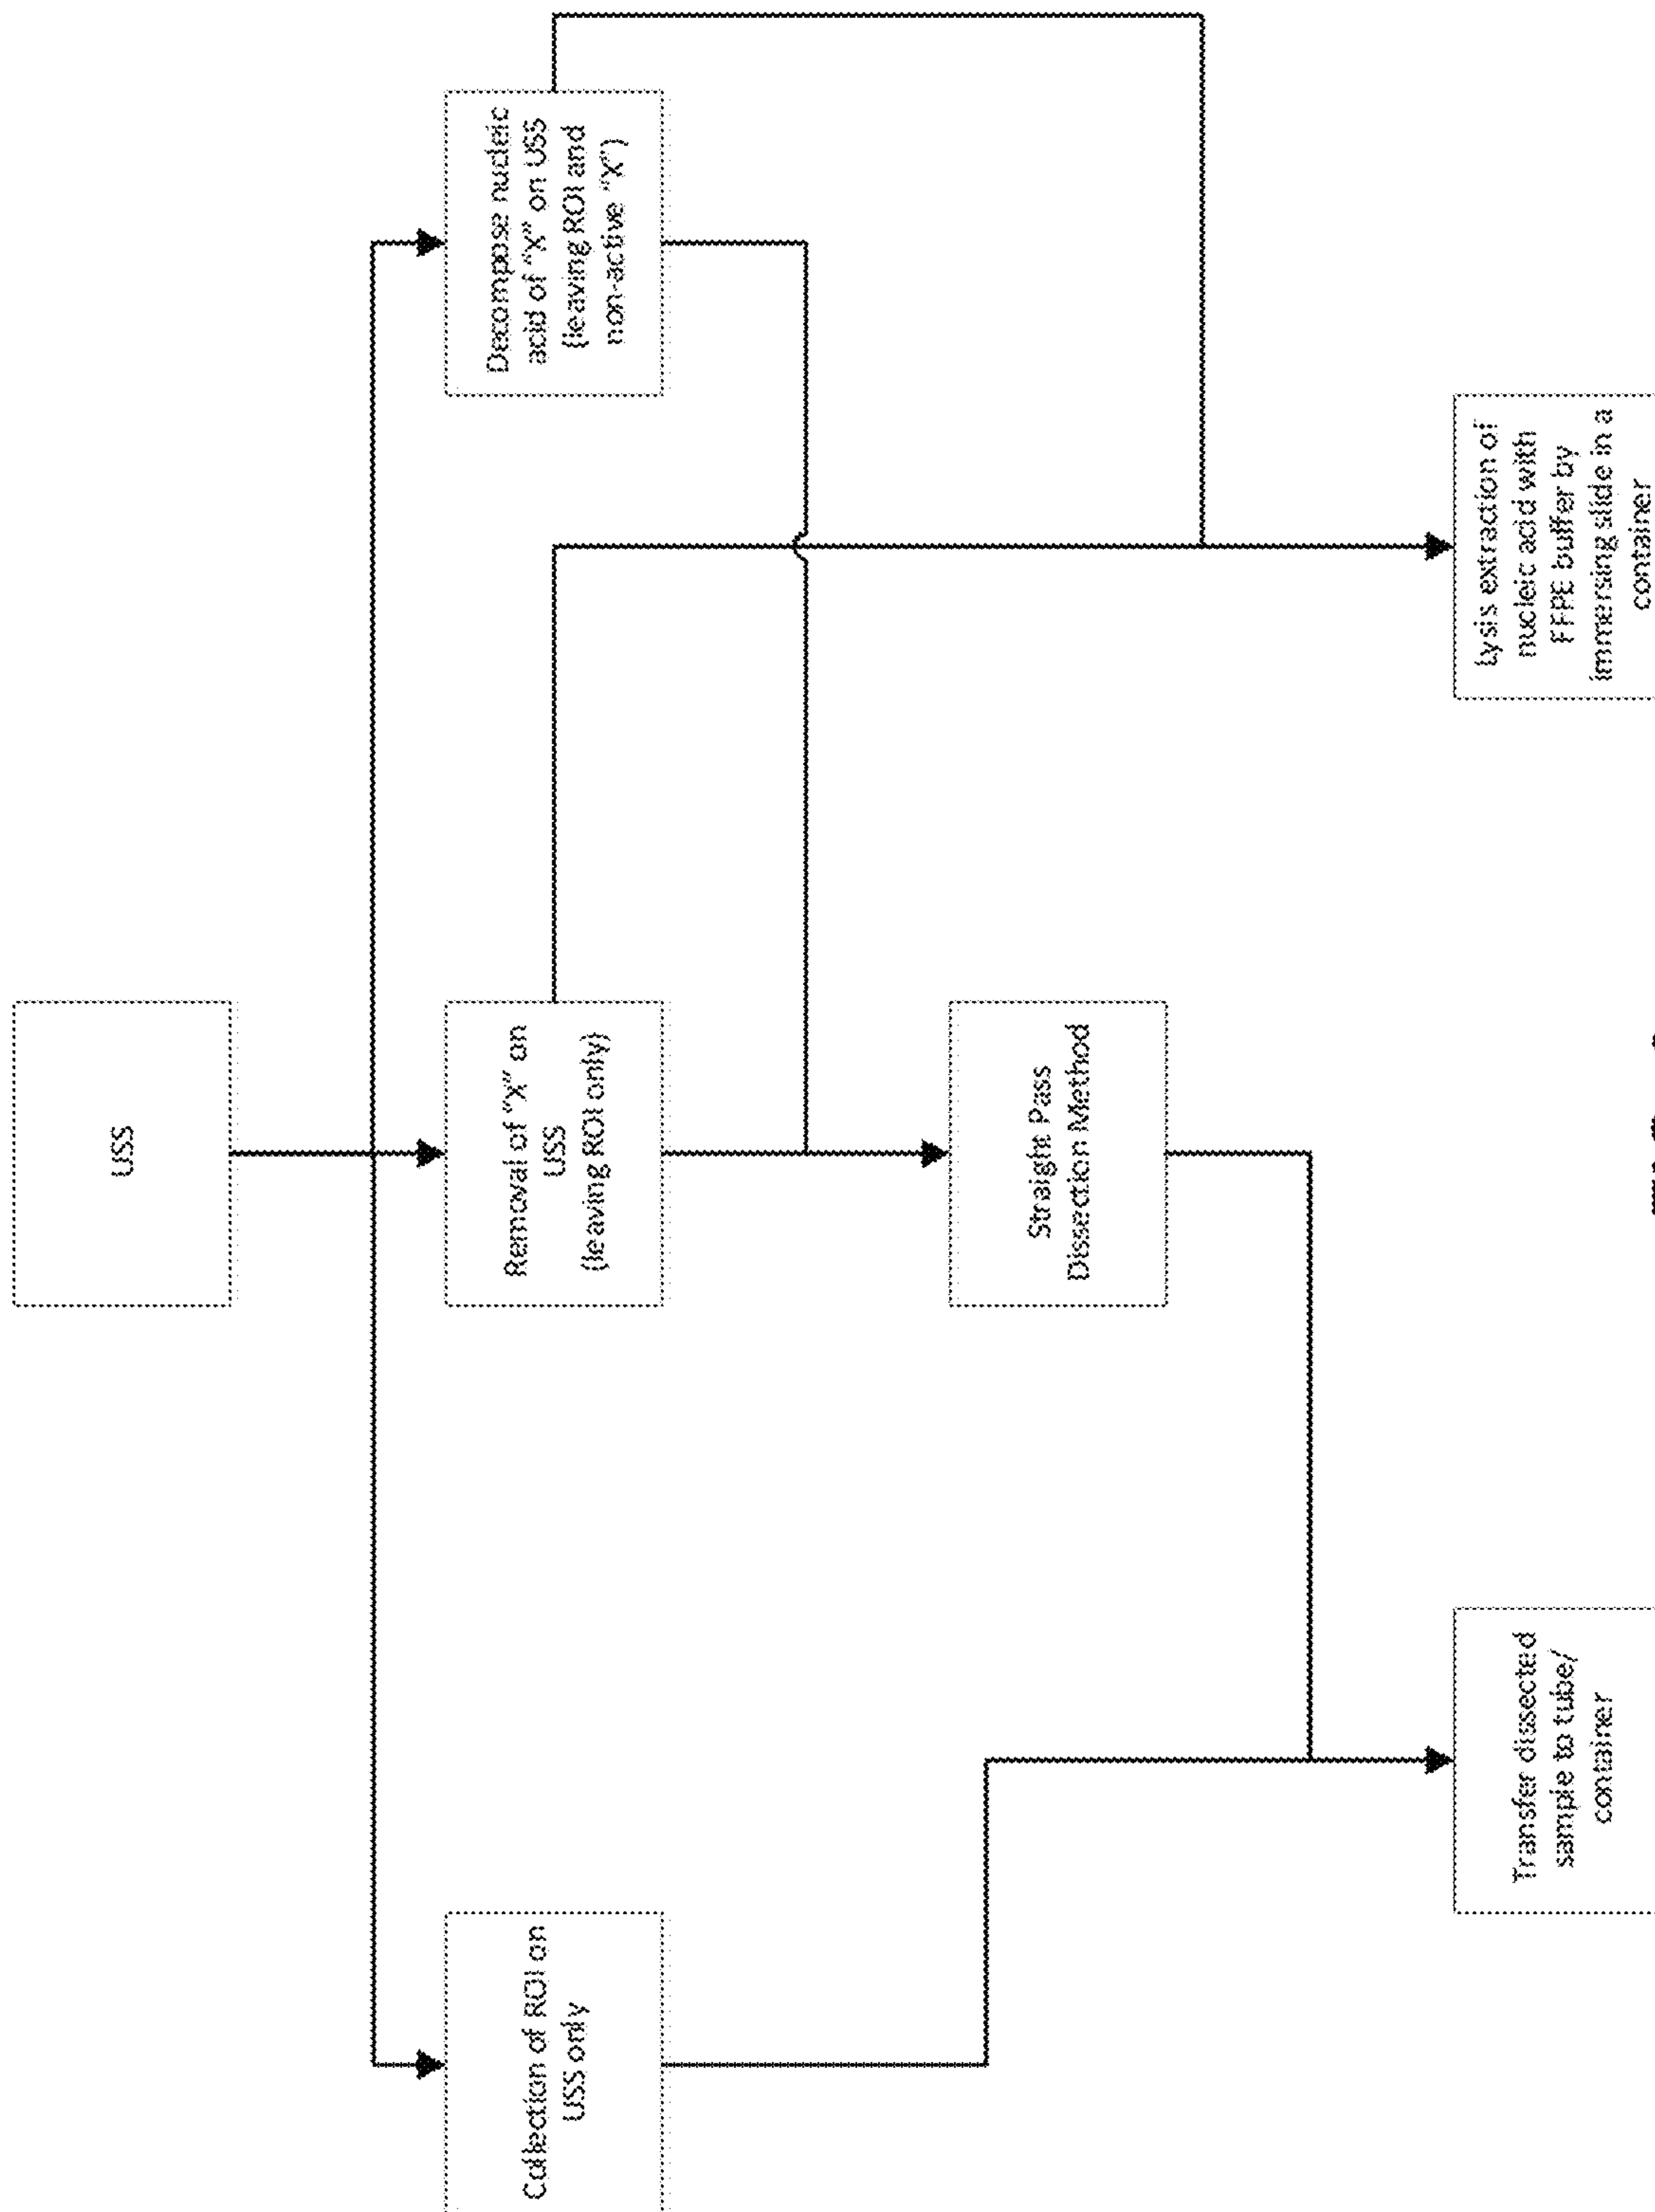 USS
Collection of ROI on
USS only
Removal of "X" on
USS
(leaving ROI only)
Decompose nucleic
acid of "X" on USS
(leaving ROI and
non-active "X")
Straight Pass
Dissection Method
Transfer dissected
sample to tube/
container
Lysis extraction of
nucleic acid with
FFPE buffer by
immersing slide in a
container